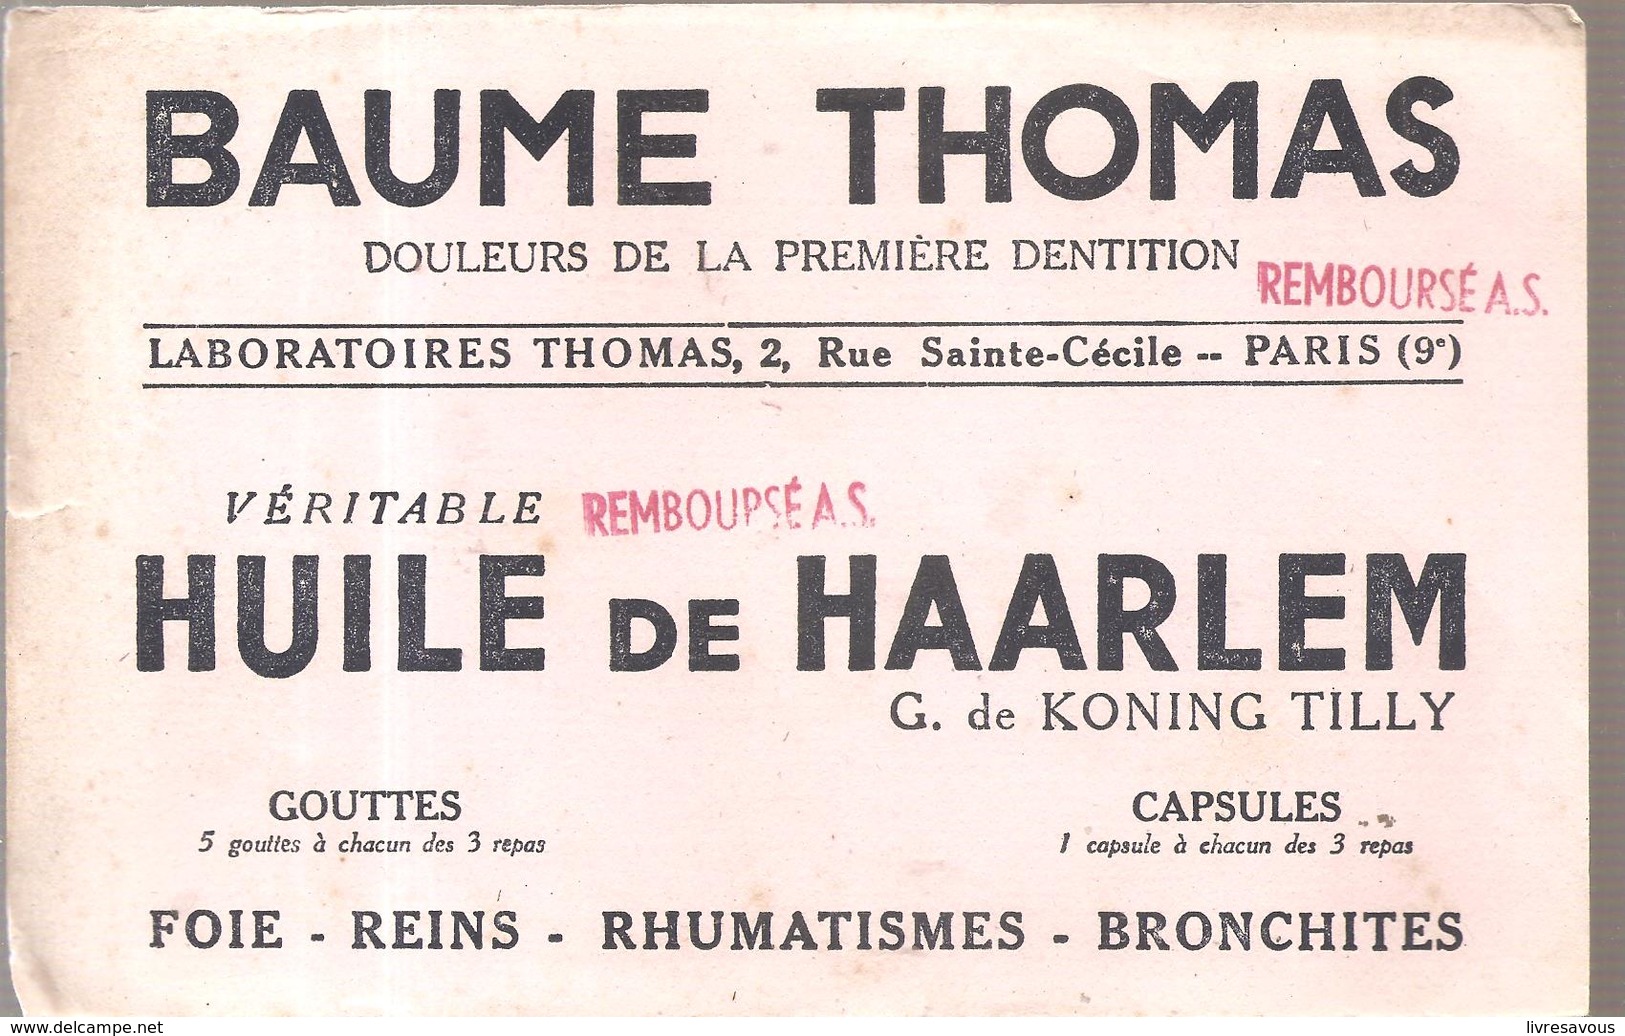 BAUME THOMAS
DOULEURS DE LA PREMIÈRE DENTITION
REMBOURSÉ A.S.
LABORATOIRES THOMAS, 2, Rue Sainte-Cécile -- PARIS (9e)
VÉRITABLE REMBOURSÉ A.S.
HUILE DE HAARLEM
G. de KONING TILLY
GOUTTES
5 gouttes à chacun des 3 repas
CAPSULES
1 capsule à chacun des 3 repas
FOIE - REINS - RHUMATISMES - BRONCHITES
www.delcampe.net
livresavous